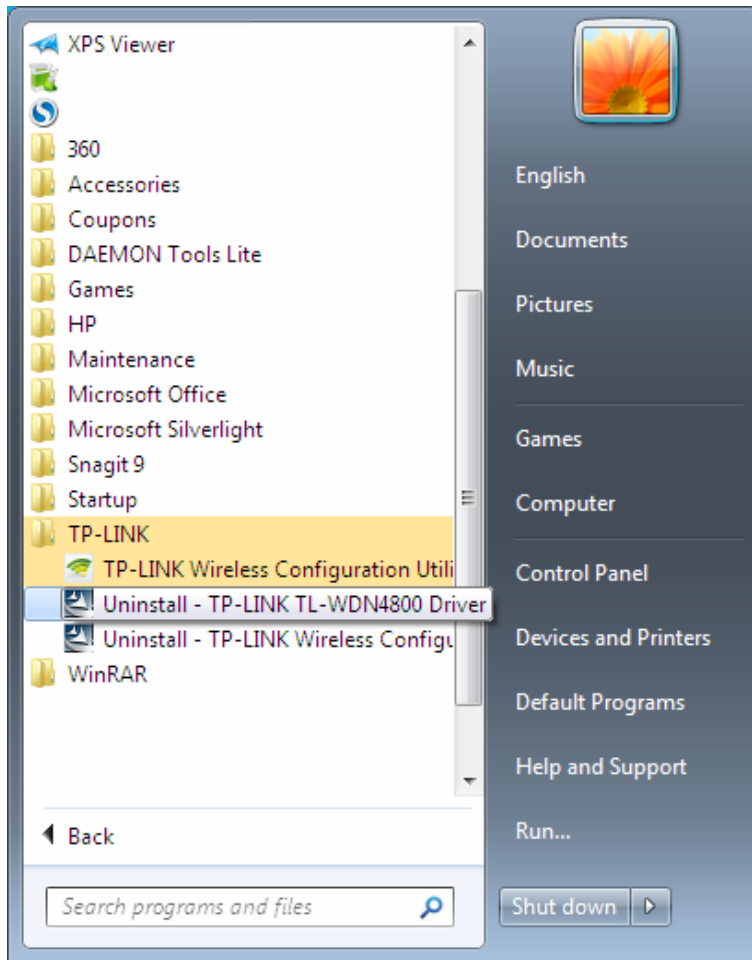 XPS Viewer
360
Accessories
Coupons
DAEMON Tools Lite
Games
HP
Maintenance
Microsoft Office
Microsoft Silverlight
Snagit 9
Startup
TP-LINK
TP-LINK Wireless Configuration Utili
Uninstall - TP-LINK TL-WDN4800 Driver
Uninstall - TP-LINK Wireless Configu
WinRAR
Back
Search programs and files
English
Documents
Pictures
Music
Games
Computer
Control Panel
Devices and Printers
Default Programs
Help and Support
Run...
Shut down